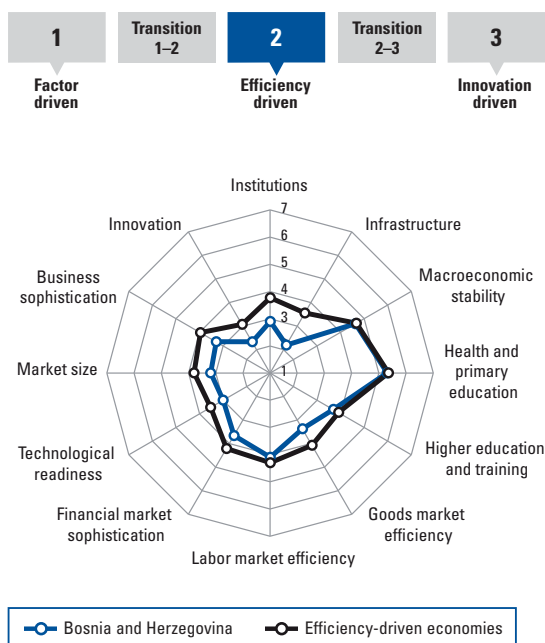 1
Transition
1–2
2
Transition
2–3
3
Factor
driven
Efficiency
driven
Innovation
driven
Institutions
7
Innovation
Infrastructure
6
5
Business
sophistication
Macroeconomic
stability
4
3
Market size
1
Health and
primary
education
Technological
readiness
Higher education
and training
Financial market
sophistication
Goods market
efficiency
Labor market efficiency
Bosnia and Herzegovina
Efficiency-driven economies